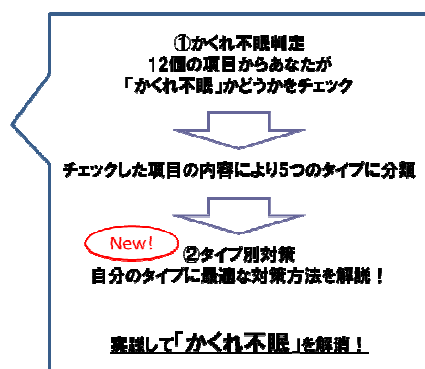 ①かくれ不眠判定
12個の項目からあなたが
「かくれ不眠」かどうかをチェック
チェックした項目の内容により5つのタイプに分類
New!
②タイプ別対策
自分のタイプに最適な対策方法を解説！
実践して「かくれ不眠」を解消！